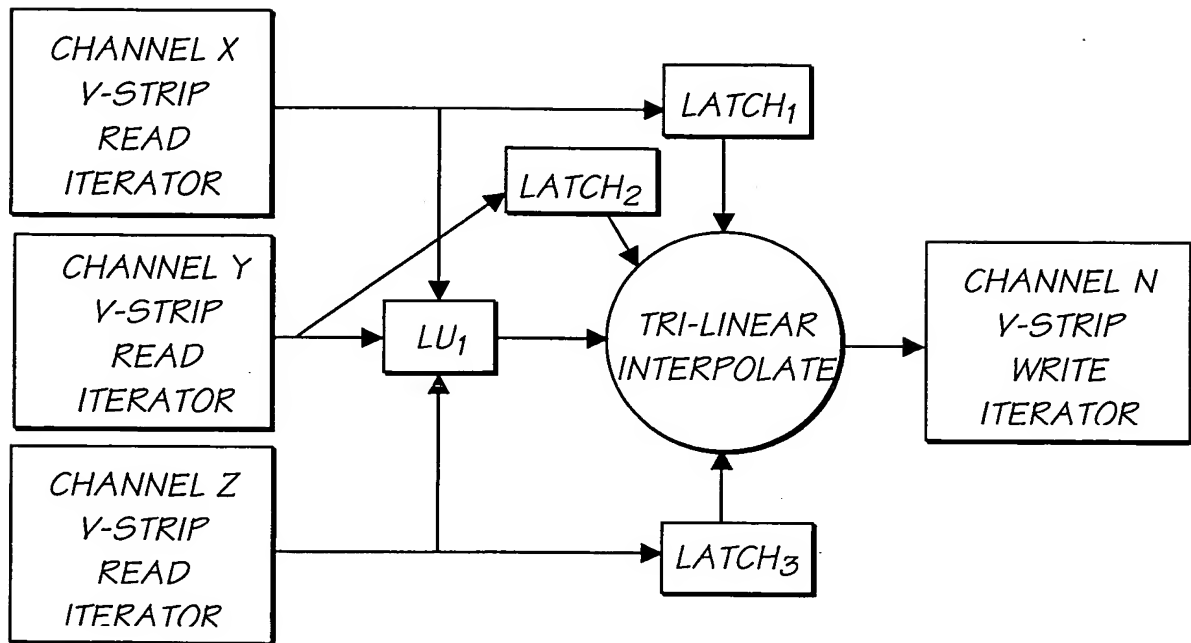 CHANNEL X
V-STRIP
READ
ITERATOR
LATCH₁
LATCH₂
CHANNEL Y
V-STRIP
READ
ITERATOR
LU₁
TRI-LINEAR
INTERPOLATE
CHANNEL N
V-STRIP
WRITE
ITERATOR
CHANNEL Z
V-STRIP
READ
ITERATOR
LATCH₃